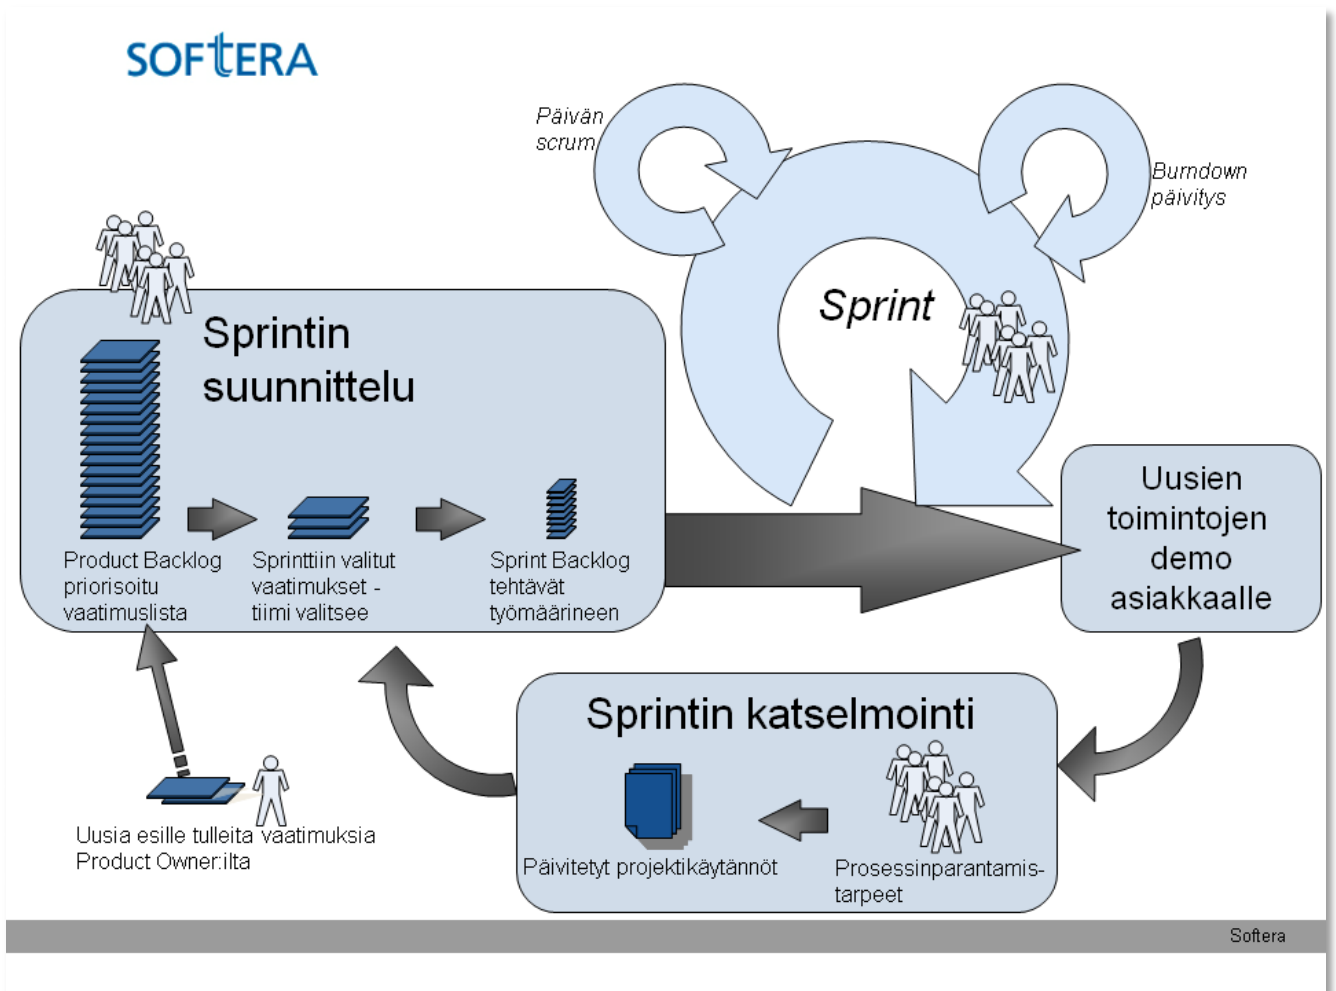 SOFTERA
Päivän
scrum
Burndown
päivitys
Sprint
Sprintin
suunnittelu
Product Backlog
priorisoitu
vaatimuslista
Sprinttiin valitut
vaatimukset -
tiimi valitsee
Sprint Backlog
tehtävät
työmäärineen
Uusien
toimintojen
demo
asiakkaalle
Sprintin katselmointi
Päivitetyt projektikäytännöt
Prosessinparantamis-
tarpeet
Uusia esille tulleita vaatimuksia
Product Owner:ilta
Softera